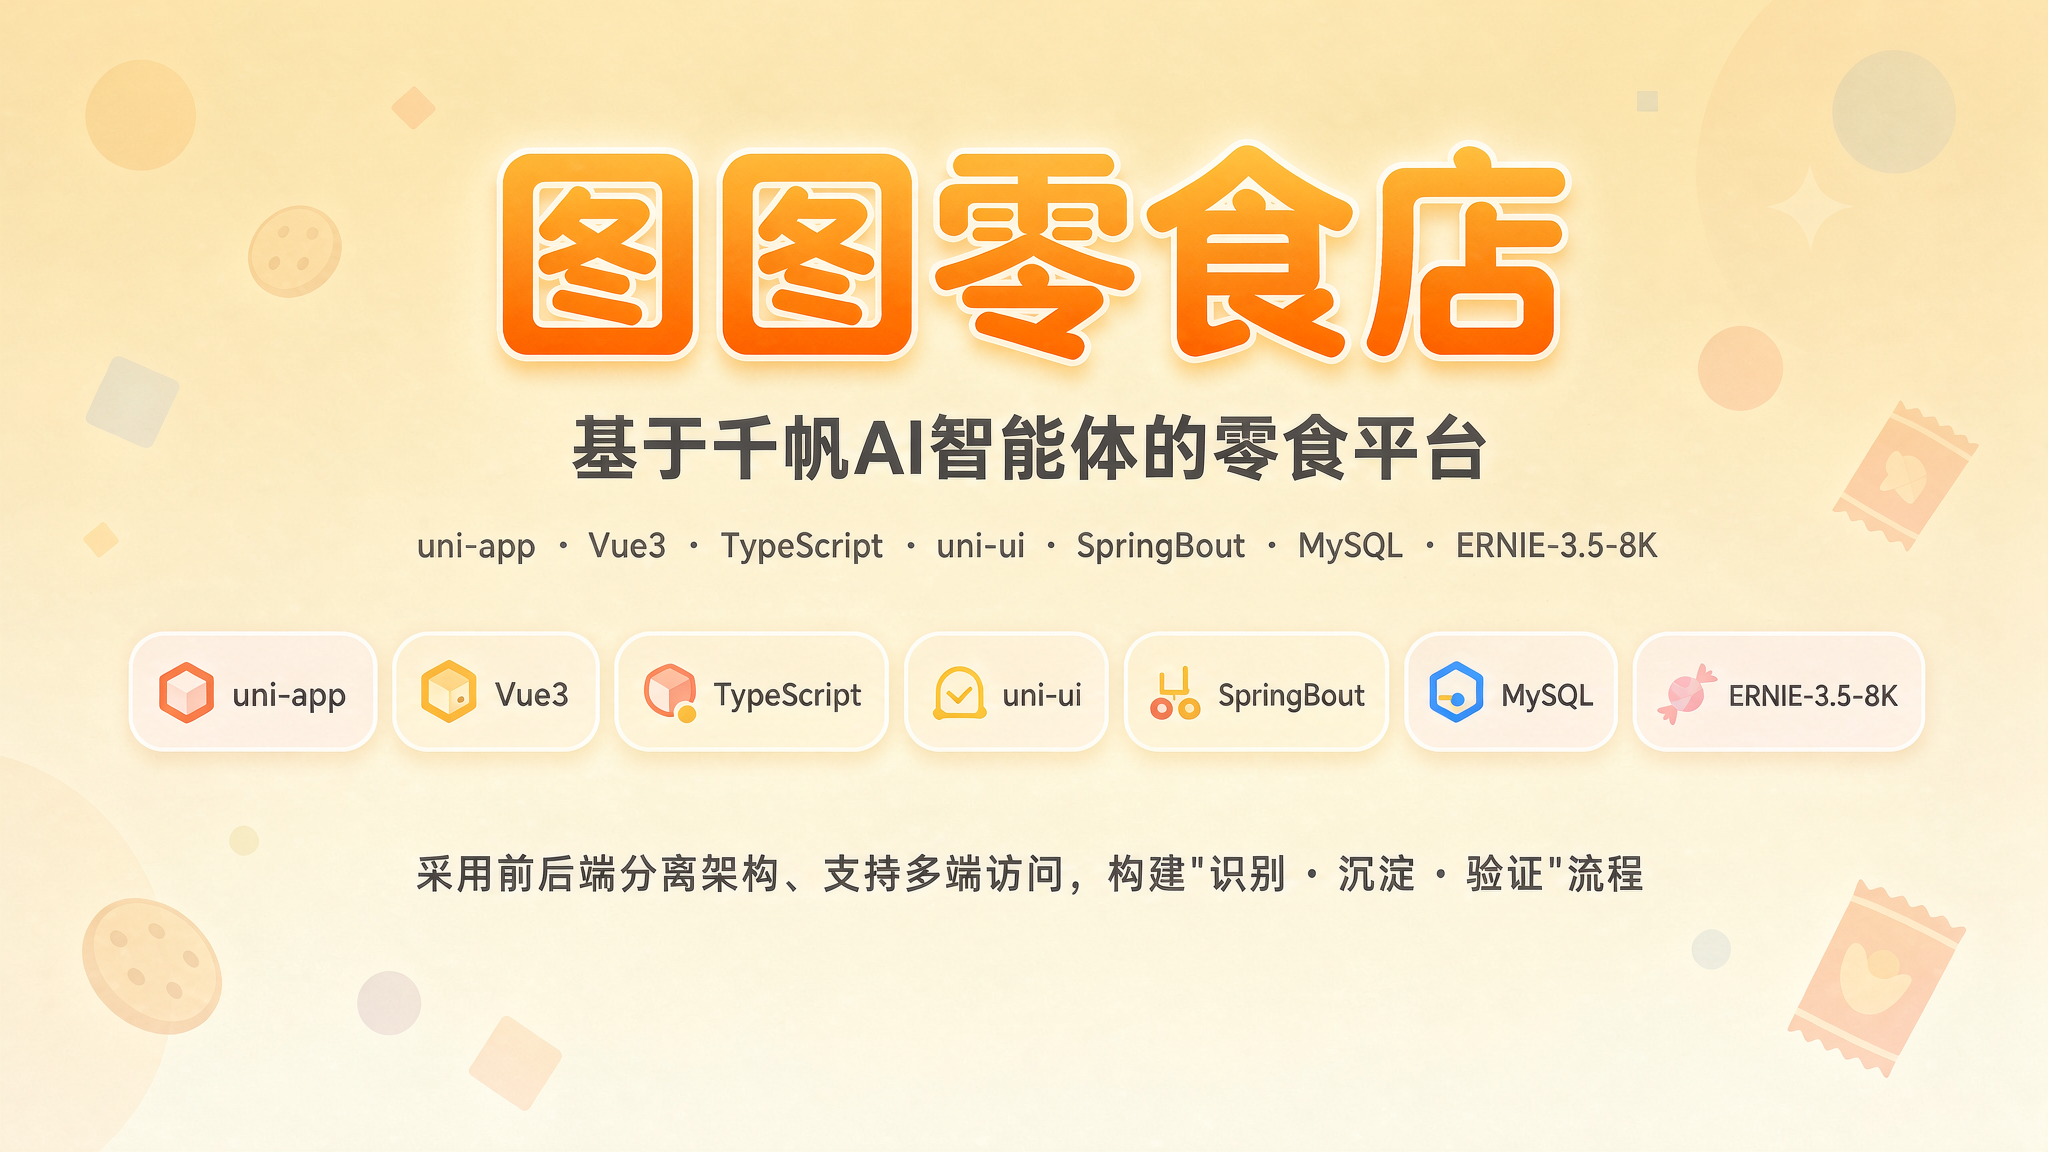 图图零食店
基于千帆AI智能体的零食平台
uni-app · Vue3 · TypeScript · uni-ui · SpringBout · MySQL · ERNIE-3.5-8K
uni-app Vue3 TypeScript uni-ui SpringBout MySQL ERNIE-3.5-8K
采用前后端分离架构、支持多端访问，构建"识别 · 沉淀 · 验证"流程